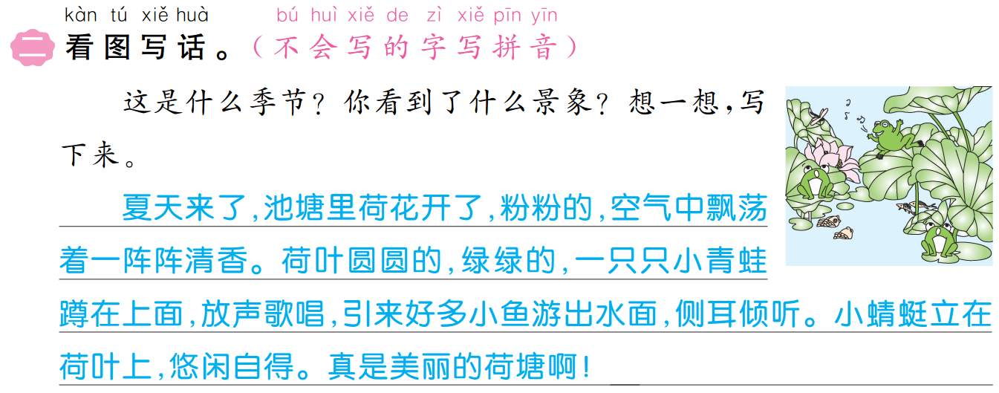 kàn tú xiě huà bú huì xiě de zì xiě pīn yīn
二 看图写话。（不会写的字写拼音）
这是什么季节？你看到了什么景象？想一想，写
下来。
夏天来了，池塘里荷花开了，粉粉的，空气中飘荡
着一阵阵清香。荷叶圆圆的，绿绿的，一只只小青蛙
蹲在上面，放声歌唱，引来好多小鱼游出水面，侧耳倾听。小蜻蜓立在
荷叶上，悠闲自得。真是美丽的荷塘啊！